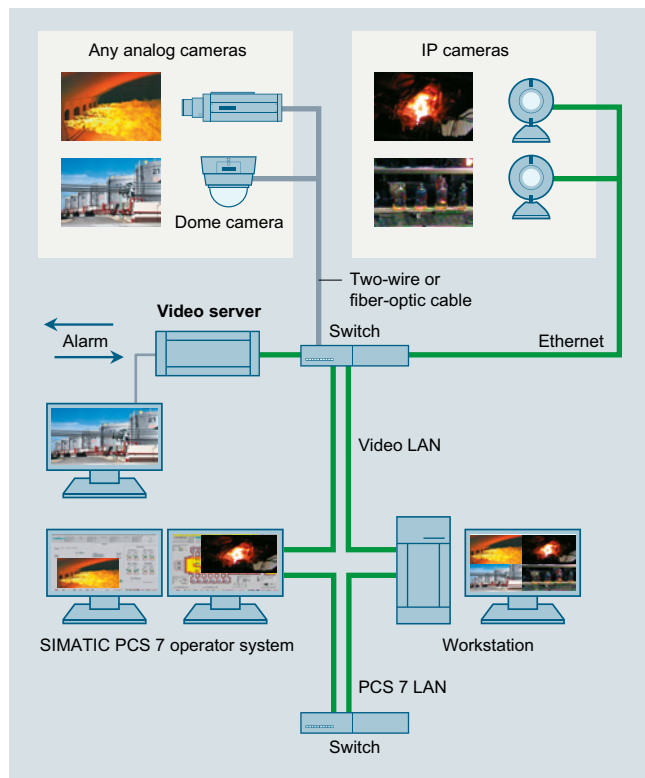 Any analog cameras
IP cameras
Dome camera
Two-wire or
fiber-optic cable
Video server
Switch
Alarm
Ethernet
Video LAN
SIMATIC PCS 7 operator system
Workstation
PCS 7 LAN
Switch